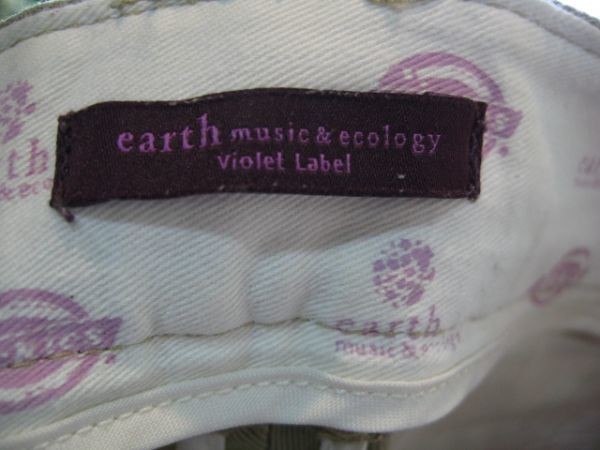 earth music & ecology
violet Label
earth
music & ecology